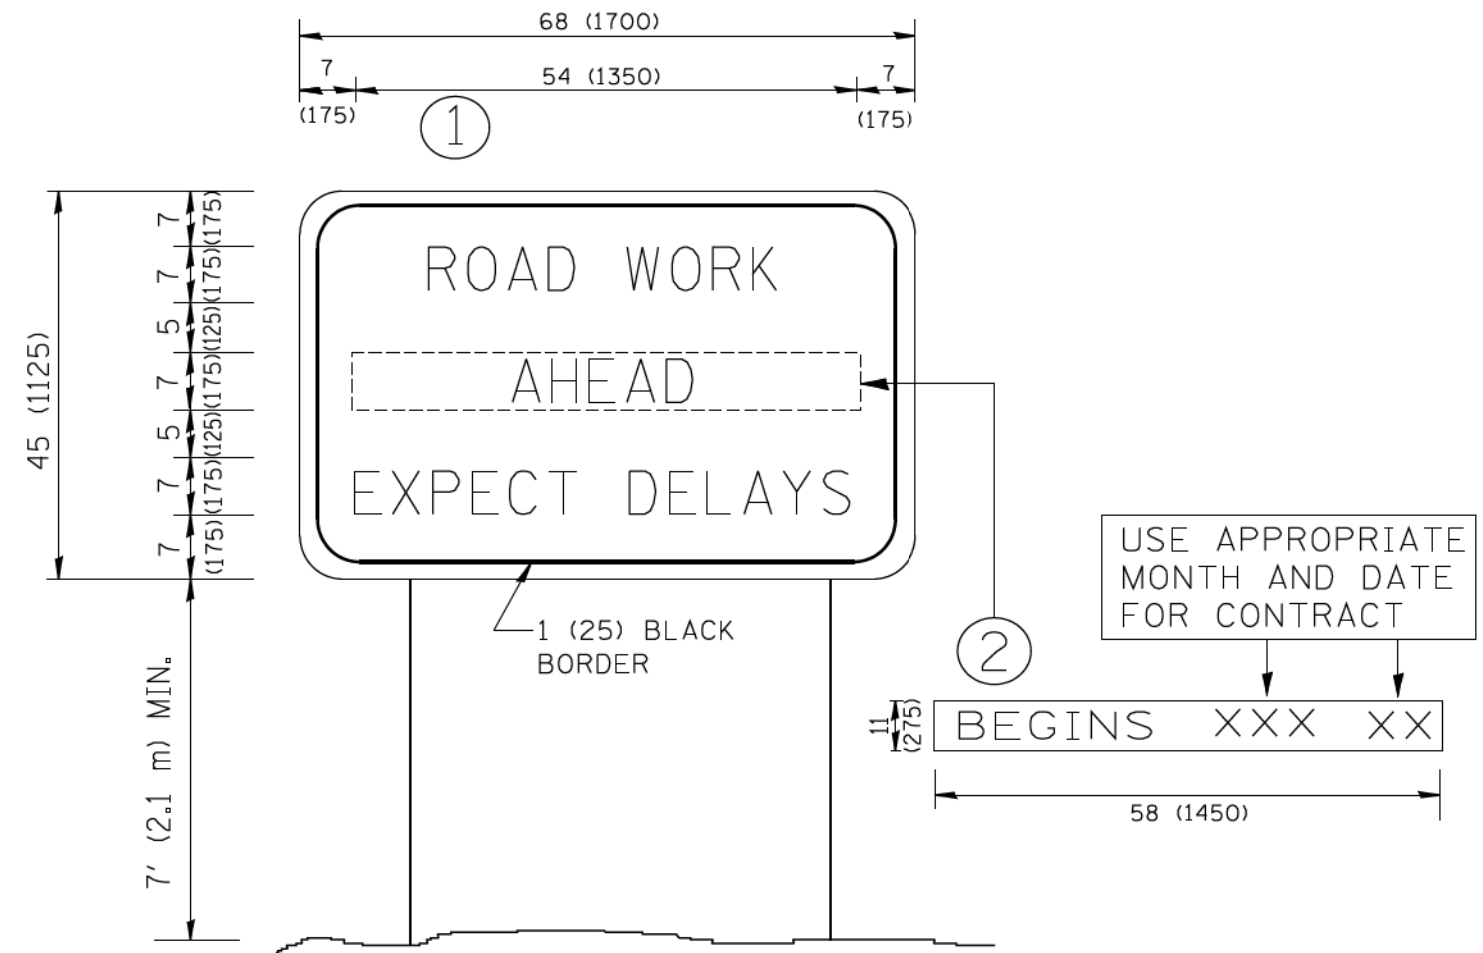 68 (1700)
7
54 (1350)
7
(175)
(175)
1
7
(175)
7
(175)
5
(125)
7
(175)
5
(125)
7
(175)
7
(175)
45 (1125)
ROAD WORK
AHEAD
EXPECT DELAYS
1 (25) BLACK
BORDER
7' (2.1 m) MIN.
2
USE APPROPRIATE
MONTH AND DATE
FOR CONTRACT
11
(275)
BEGINS XXX XX
58 (1450)